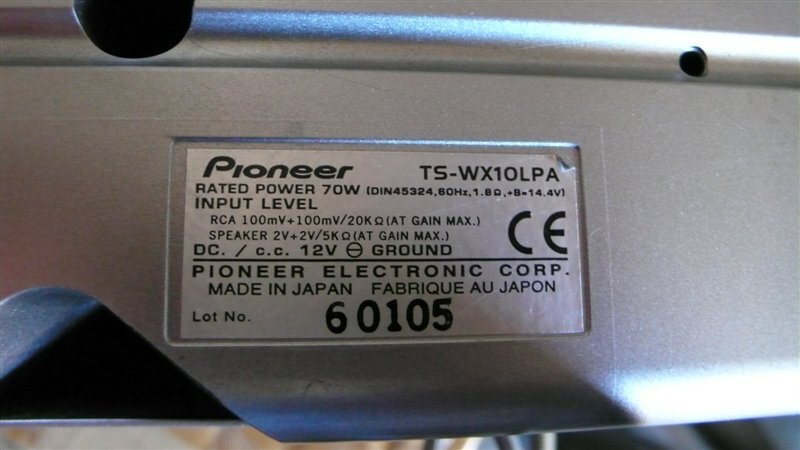 Pioneer TS-WX10LPA
RATED POWER 70W (DIN45324,60Hz,1.8Ω,+B=14.4V)
INPUT LEVEL
RCA 100mV+100mV/20KΩ(AT GAIN MAX.)
SPEAKER 2V+2V/5KΩ(AT GAIN MAX.)
CE
DC. / c.c. 12V ⊖ GROUND
PIONEER ELECTRONIC CORP.
MADE IN JAPAN FABRIQUE AU JAPON
Lot No. 60105